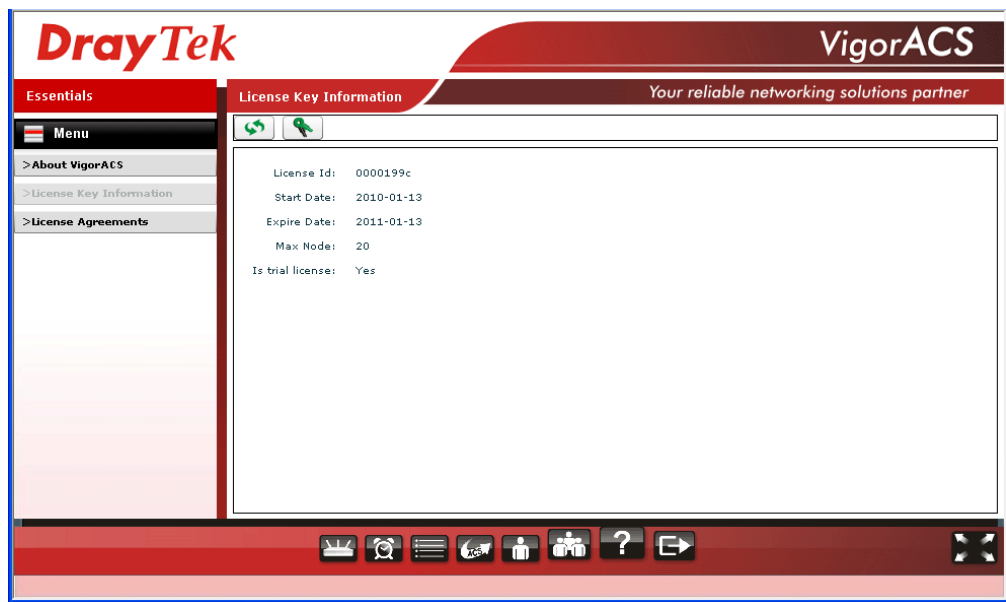 DrayTek
VigorACS
Essentials
License Key Information
Your reliable networking solutions partner
Menu
>About VigorACS
>License Key Information
>License Agreements
License Id: 0000199c
Start Date: 2010-01-13
Expire Date: 2011-01-13
Max Node: 20
Is trial license: Yes
ACS
?